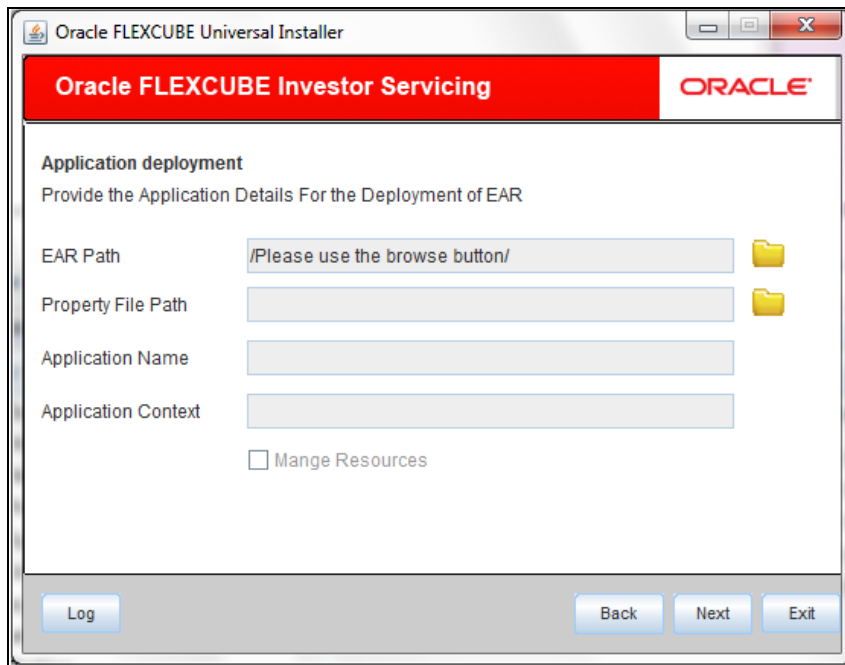 Oracle FLEXCUBE Universal Installer
Oracle FLEXCUBE Investor Servicing
ORACLE
Application deployment
Provide the Application Details For the Deployment of EAR
EAR Path
/Please use the browse button/
Property File Path
Application Name
Application Context
Mange Resources
Log
Back
Next
Exit